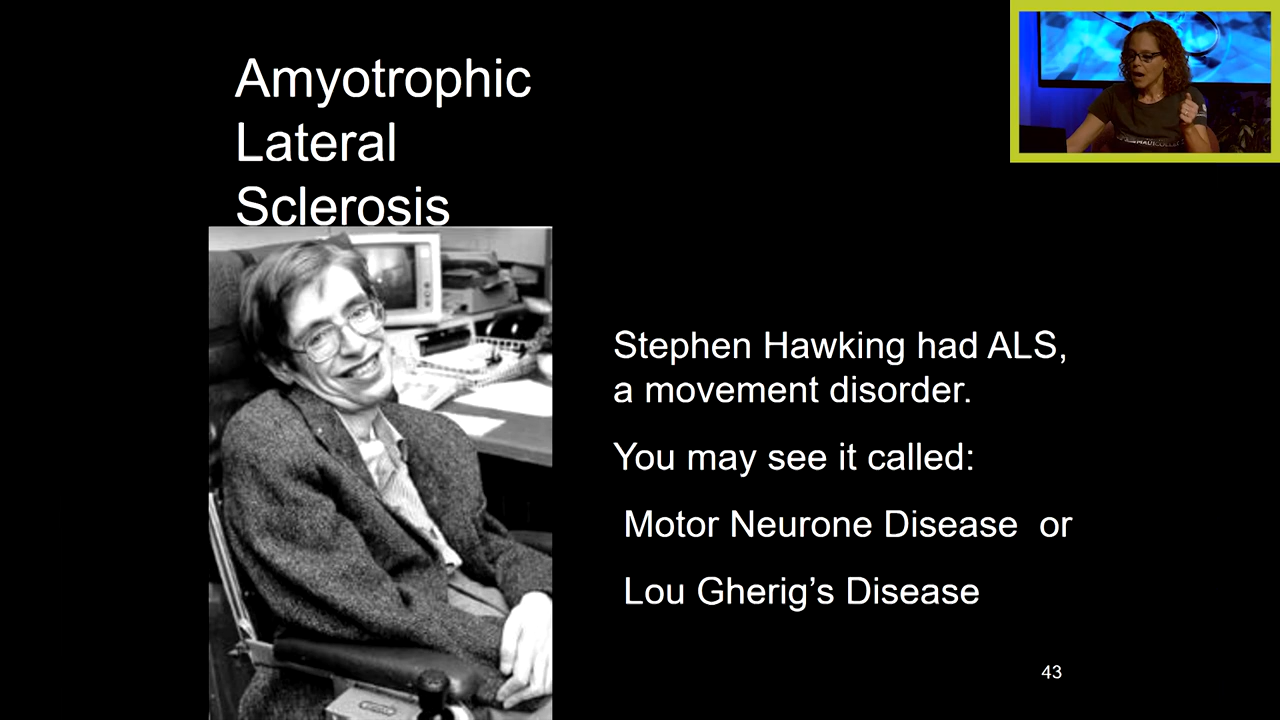 Amyotrophic
Lateral
Sclerosis
Stephen Hawking had ALS,
a movement disorder.
You may see it called:
Motor Neurone Disease or
Lou Gherig’s Disease
43